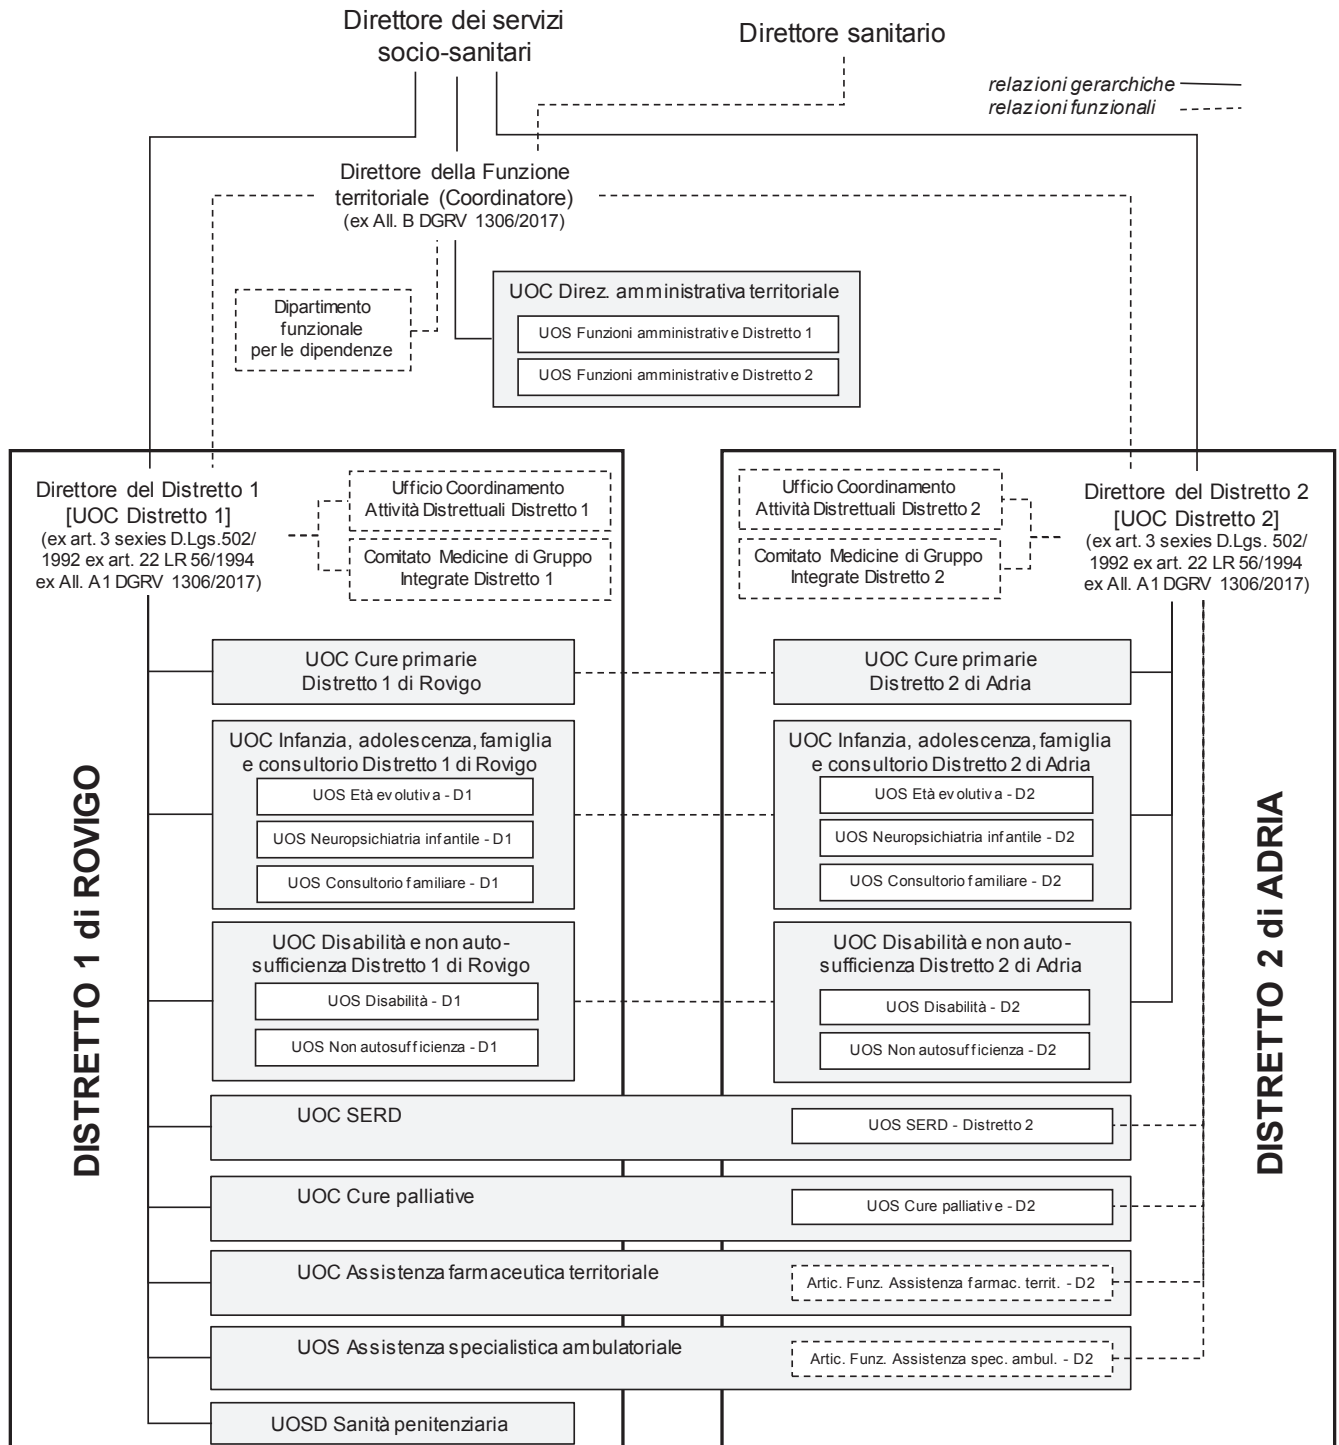 Direttore dei servizi
socio-sanitari
Direttore sanitario
relazioni gerarchiche
relazioni funzionali
Direttore della Funzione
territoriale (Coordinatore)
(ex All. B DGRV 1306/2017)
Dipartimento
funzionale
per le dipendenze
UOC Direz. amministrativa territoriale
UOS Funzioni amministrative Distretto 1
UOS Funzioni amministrative Distretto 2
Direttore del Distretto 1
[UOC Distretto 1]
(ex art. 3 sexies D.Lgs.502/
1992 ex art. 22 LR 56/1994
ex All. A1 DGRV 1306/2017)
Ufficio Coordinamento
Attività Distrettuali Distretto 1
Comitato Medicine di Gruppo
Integrate Distretto 1
Ufficio Coordinamento
Attività Distrettuali Distretto 2
Comitato Medicine di Gruppo
Integrate Distretto 2
Direttore del Distretto 2
[UOC Distretto 2]
(ex art. 3 sexies D.Lgs. 502/
1992 ex art. 22 LR 56/1994
ex All. A1 DGRV 1306/2017)
DISTRETTO 1 di ROVIGO
UOC Cure primarie
Distretto 1 di Rovigo
UOC Infanzia, adolescenza, famiglia
e consultorio Distretto 1 di Rovigo
UOS Età evolutiva - D1
UOS Neuropsichiatria infantile - D1
UOS Consultorio familiare - D1
UOC Disabilità e non auto-
sufficienza Distretto 1 di Rovigo
UOS Disabilità - D1
UOS Non autosufficienza - D1
UOC Cure primarie
Distretto 2 di Adria
UOC Infanzia, adolescenza, famiglia
e consultorio Distretto 2 di Adria
UOS Età evolutiva - D2
UOS Neuropsichiatria infantile - D2
UOS Consultorio familiare - D2
UOC Disabilità e non auto-
sufficienza Distretto 2 di Adria
UOS Disabilità - D2
UOS Non autosufficienza - D2
DISTRETTO 2 di ADRIA
UOC SERD
UOS SERD - Distretto 2
UOC Cure palliative
UOS Cure palliative - D2
UOC Assistenza farmaceutica territoriale
Artic. Funz. Assistenza farmac. territ. - D2
UOS Assistenza specialistica ambulatoriale
Artic. Funz. Assistenza spec. ambul. - D2
UOSD Sanità penitenziaria